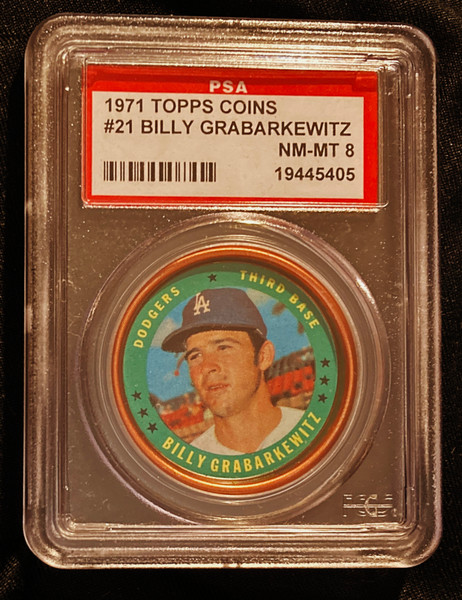 PSA
1971 TOPPS COINS
#21 BILLY GRABARKEWITZ
NM-MT 8
19445405
DODGERS ★ THIRD BASE
LA
BILLY GRABARKEWITZ